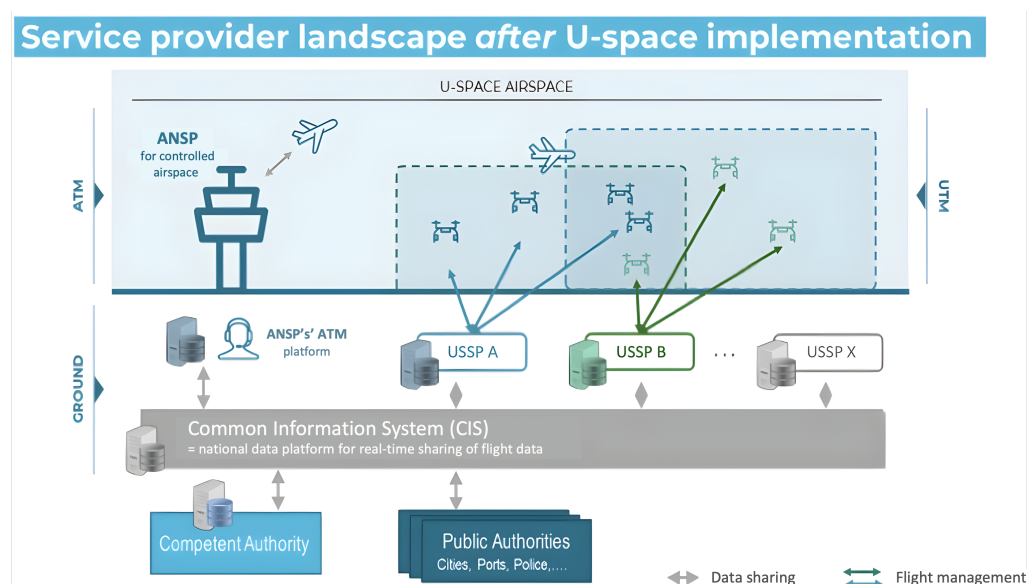 Service provider landscape after U-space implementation
U-SPACE AIRSPACE
ANSP
for controlled
airspace
ATM
UTM
GROUND
ANSP's' ATM
platform
USSP A
USSP B
...
USSP X
Common Information System (CIS)
= national data platform for real-time sharing of flight data
Competent Authority
Public Authorities
Cities, Ports, Police,....
Data sharing
Flight management